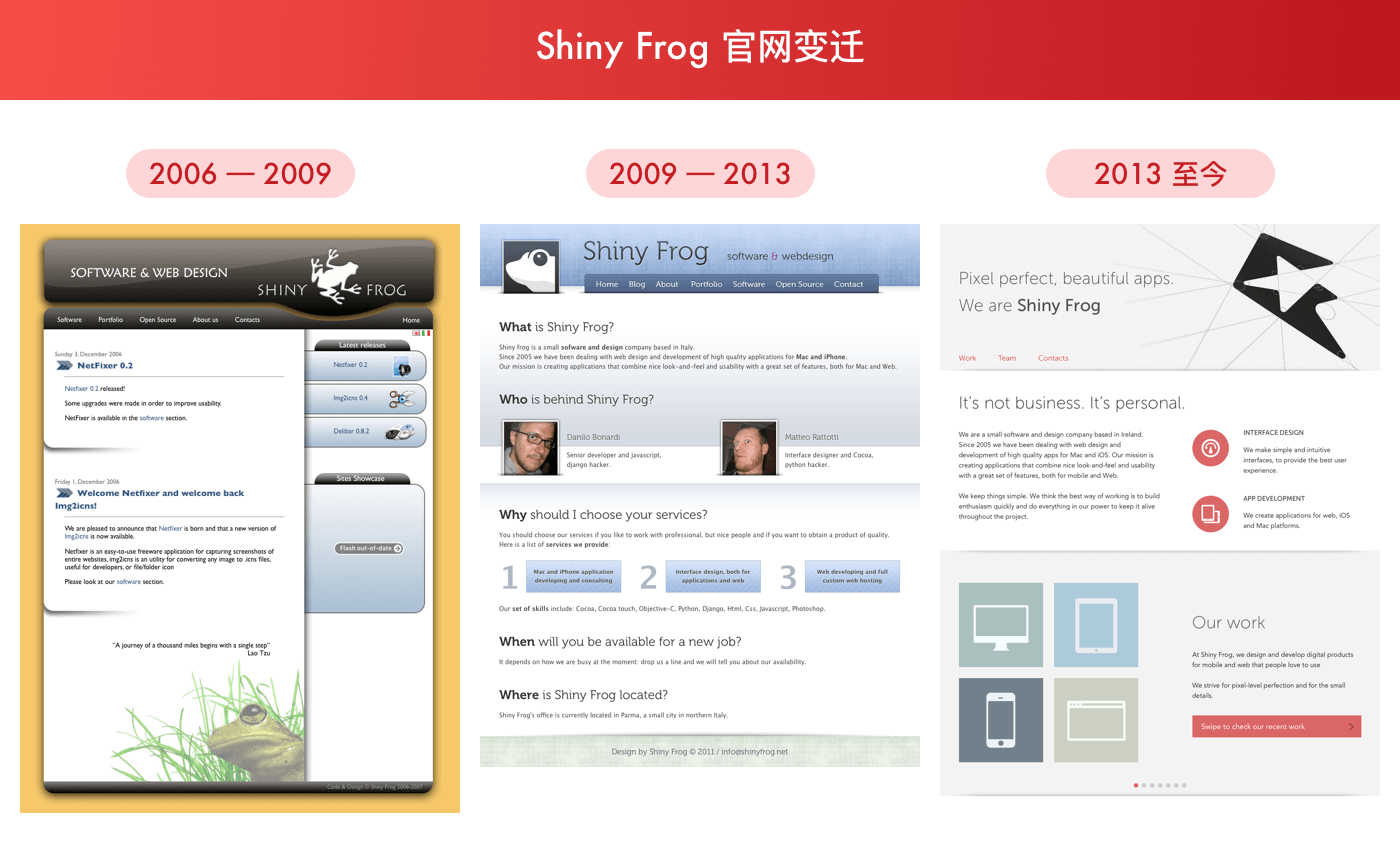 Shiny Frog 官网变迁
2006 — 2009
SOFTWARE & WEB DESIGN
SHINY FROG
Software Portfolio Open Source About us Contacts Home
Sunday 3, December 2006
NetFixer 0.2
Netfixer 0.2 released!
Some upgrades were made in order to improve usability.
NetFixer is available in the software section.
Friday 1, December 2006
Welcome Netfixer and welcome back
Img2icns!
We are pleased to announce that Netfixer is born and that a new version of
Img2icns is now available.
Netfixer is an easy-to-use freeware application for capturing screenshots of
entire websites, img2icns is an utility for converting any image to .icns files,
useful for developers, or file/folder icon
Please look at our software section.
"A journey of a thousand miles begins with a single step"
Lao Tzu
Latest releases
Netfixer 0.2
Img2icns 0.4
Delibar 0.8.2
Sites Showcase
Flash out-of-date
Code & Design © Shiny Frog 2006-2007
2009 — 2013
Shiny Frog software & webdesign
Home Blog About Portfolio Software Open Source Contact
What is Shiny Frog?
Shiny frog is a small sofware and design company based in Italy.
Since 2005 we have been dealing with web design and development of high quality applications for Mac and iPhone.
Our mission is creating applications that combine nice look-and-feel and usability with a great set of features, both for Mac and Web.
Who is behind Shiny Frog?
Danilo Bonardi
Senior developer and javascript,
django hacker.
Matteo Rattotti
Interface designer and Cocoa,
python hacker.
Why should I choose your services?
You should choose our services if you like to work with professional, but nice people and if you want to obtain a product of quality.
Here is a list of services we provide:
1 Mac and iPhone application
developing and consulting
2 Interface design, both for
applications and web
3 Web developing and full
custom web hosting
Our set of skills include: Cocoa, Cocoa touch, Objective-C, Python, Django, Html, Css, Javascript, Photoshop.
When will you be available for a new job?
It depends on how we are busy at the moment: drop us a line and we will tell you about our availability.
Where is Shiny Frog located?
Shiny Frog's office is currently located in Parma, a small city in northern Italy.
Design by Shiny Frog © 2011 / info@shinyfrog.net
2013 至今
Pixel perfect, beautiful apps.
We are Shiny Frog
Work Team Contacts
It's not business. It's personal.
We are a small software and design company based in Ireland.
Since 2005 we have been dealing with web design and
development of high quality apps for Mac and iOS. Our mission is
creating applications that combine nice look-and-feel and usability
with a great set of features, both for mobile and Web.
We keep things simple. We think the best way of working is to build
enthusiasm quickly and do everything in our power to keep it alive
throughout the project.
INTERFACE DESIGN
We make simple and intuitive
interfaces, to provide the best user
experience.
APP DEVELOPMENT
We create applications for web, iOS
and Mac platforms.
Our work
At Shiny Frog, we design and develop digital products
for mobile and web that people love to use
We strive for pixel-level perfection and for the small
details.
Swipe to check our recent work